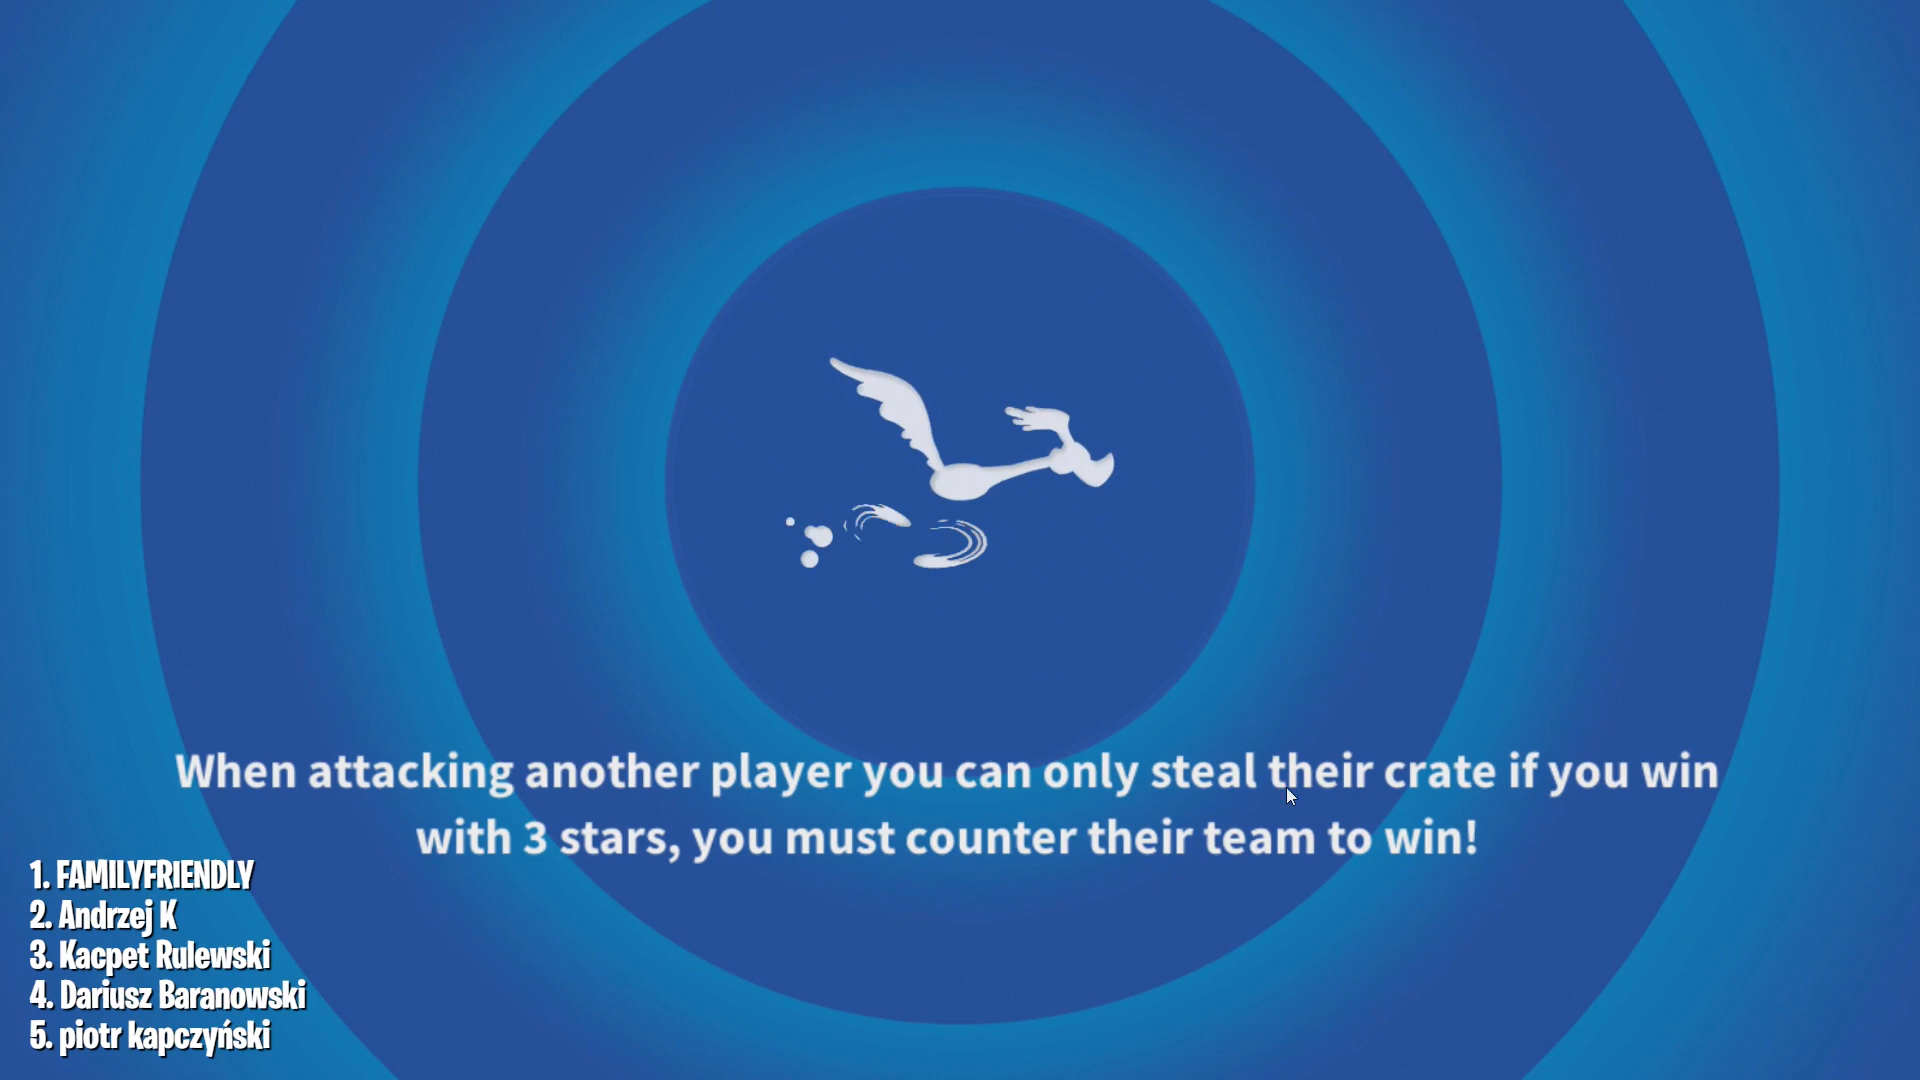 When attacking another player you can only steal their crate if you win
with 3 stars, you must counter their team to win!
1. FAMILYFRIENDLY
2. Andrzej K
3. Kacpet Rulewski
4. Dariusz Baranowski
5. piotr kapczyński